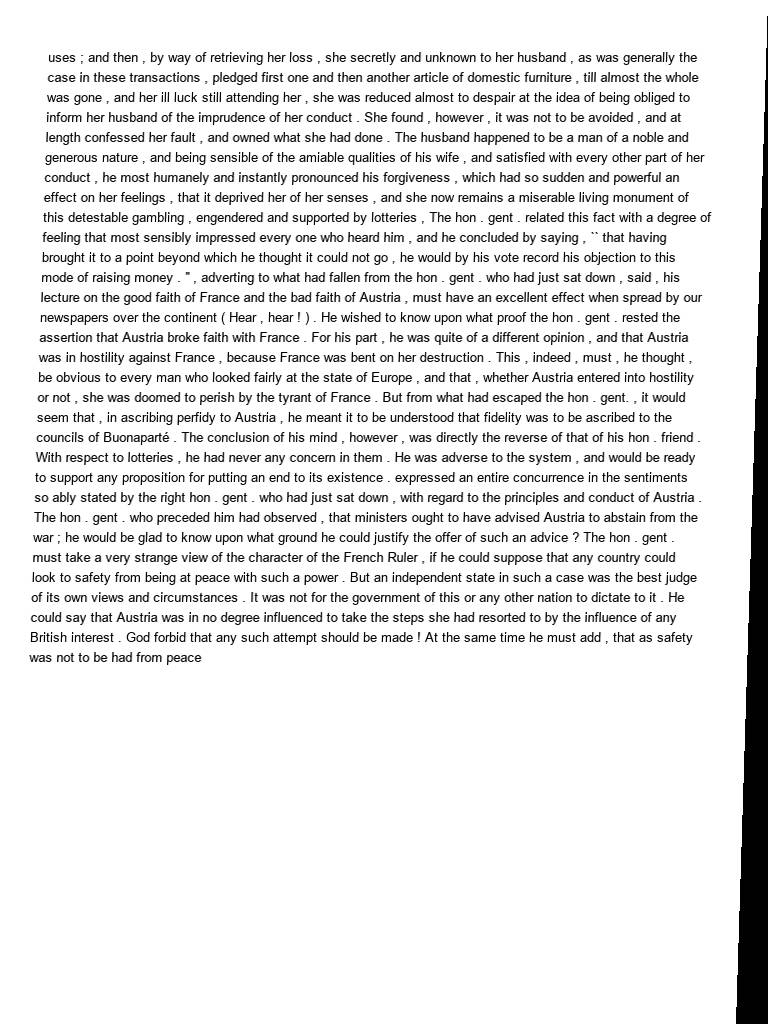 uses ; and then , by way of retrieving her loss , she secretly and unknown to her husband , as was generally the
case in these transactions , pledged first one and then another article of domestic furniture , till almost the whole
was gone , and her ill luck still attending her , she was reduced almost to despair at the idea of being obliged to
inform her husband of the imprudence of her conduct . She found , however , it was not to be avoided , and at
length confessed her fault , and owned what she had done . The husband happened to be a man of a noble and
generous nature , and being sensible of the amiable qualities of his wife , and satisfied with every other part of her
conduct , he most humanely and instantly pronounced his forgiveness , which had so sudden and powerful an
effect on her feelings , that it deprived her of her senses , and she now remains a miserable living monument of
this detestable gambling , engendered and supported by lotteries , The hon . gent . related this fact with a degree of
feeling that most sensibly impressed every one who heard him , and he concluded by saying , `` that having
brought it to a point beyond which he thought it could not go , he would by his vote record his objection to this
mode of raising money . " , adverting to what had fallen from the hon . gent . who had just sat down , said , his
lecture on the good faith of France and the bad faith of Austria , must have an excellent effect when spread by our
newspapers over the continent ( Hear , hear ! ) . He wished to know upon what proof the hon . gent . rested the
assertion that Austria broke faith with France . For his part , he was quite of a different opinion , and that Austria
was in hostility against France , because France was bent on her destruction . This , indeed , must , he thought ,
be obvious to every man who looked fairly at the state of Europe , and that , whether Austria entered into hostility
or not , she was doomed to perish by the tyrant of France . But from what had escaped the hon . gent. , it would
seem that , in ascribing perfidy to Austria , he meant it to be understood that fidelity was to be ascribed to the
councils of Buonaparté . The conclusion of his mind , however , was directly the reverse of that of his hon . friend .
With respect to lotteries , he had never any concern in them . He was adverse to the system , and would be ready
to support any proposition for putting an end to its existence . expressed an entire concurrence in the sentiments
so ably stated by the right hon . gent . who had just sat down , with regard to the principles and conduct of Austria .
The hon . gent . who preceded him had observed , that ministers ought to have advised Austria to abstain from the
war ; he would be glad to know upon what ground he could justify the offer of such an advice ? The hon . gent .
must take a very strange view of the character of the French Ruler , if he could suppose that any country could
look to safety from being at peace with such a power . But an independent state in such a case was the best judge
of its own views and circumstances . It was not for the government of this or any other nation to dictate to it . He
could say that Austria was in no degree influenced to take the steps she had resorted to by the influence of any
British interest . God forbid that any such attempt should be made ! At the same time he must add , that as safety
was not to be had from peace